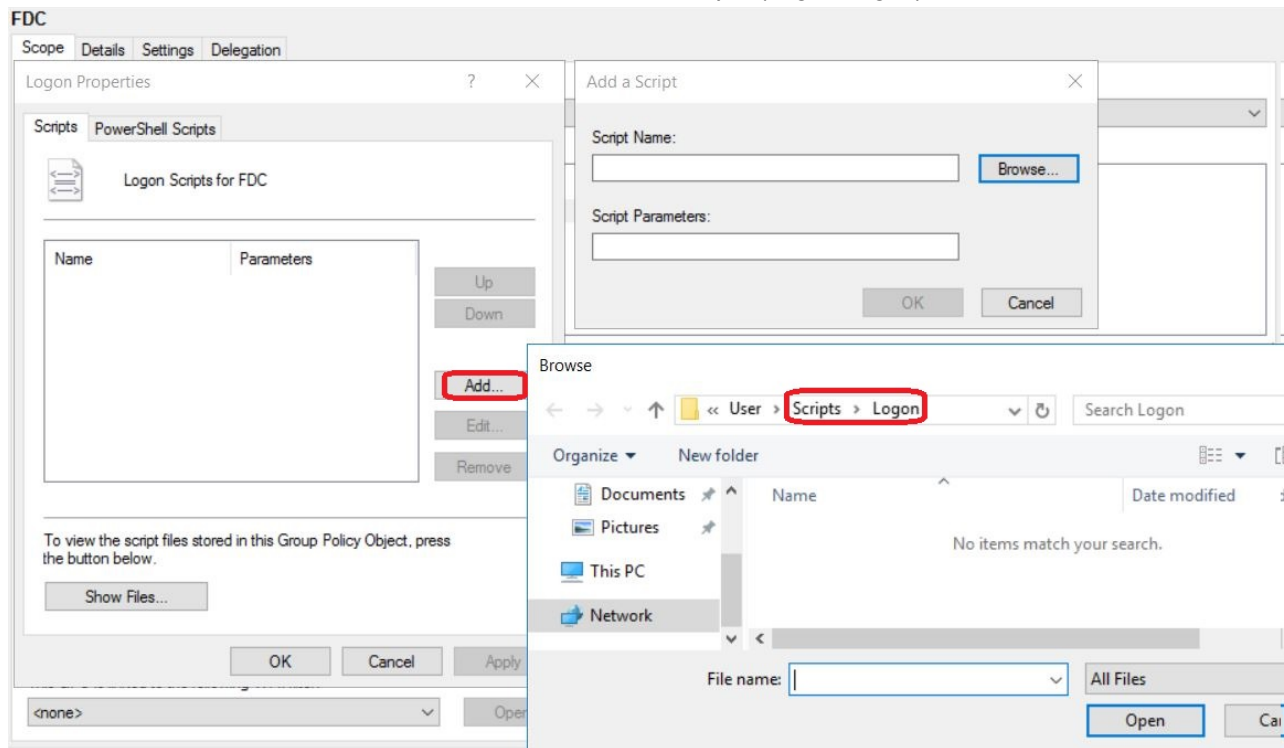 FDC
Scope Details Settings Delegation
Logon Properties ? ×
Scripts PowerShell Scripts
Logon Scripts for FDC
Name Parameters
Up
Down
Add...
Edit...
Remove
To view the script files stored in this Group Policy Object, press
the button below.
Show Files...
OK Cancel Apply
<none>
Open
Add a Script ×
Script Name:
Browse...
Script Parameters:
OK Cancel
Browse
« User › Scripts › Logon
Search Logon
Organize New folder
Documents
Pictures
This PC
Network
Name Date modified
No items match your search.
File name:
All Files
Open